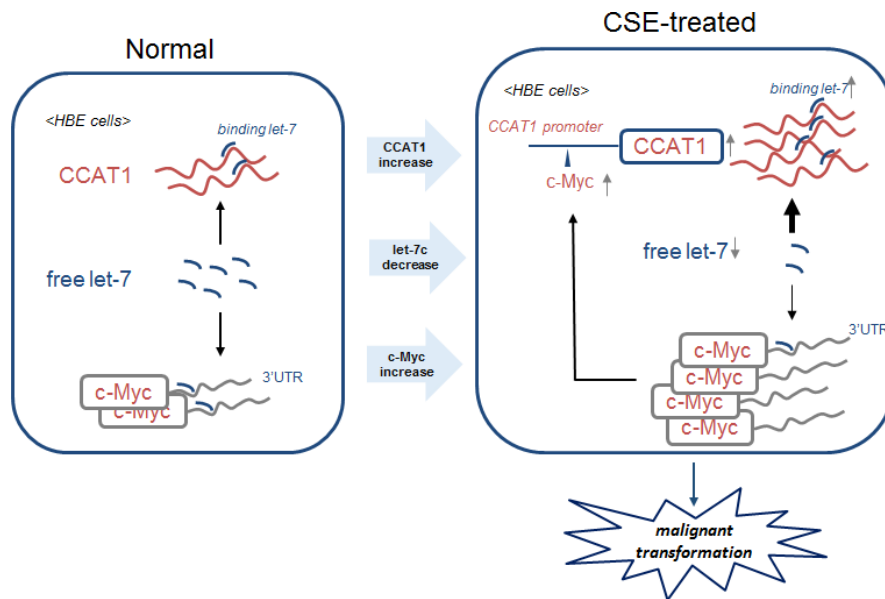 Normal
<HBE cells>
binding let-7
CCAT1
free let-7
3'UTR
c-Myc
c-Myc
CCAT1
increase
let-7c
decrease
c-Myc
increase
CSE-treated
<HBE cells>
binding let-7
CCAT1 promoter
CCAT1
c-Myc
free let-7
3'UTR
c-Myc
c-Myc
c-Myc
c-Myc
malignant
transformation